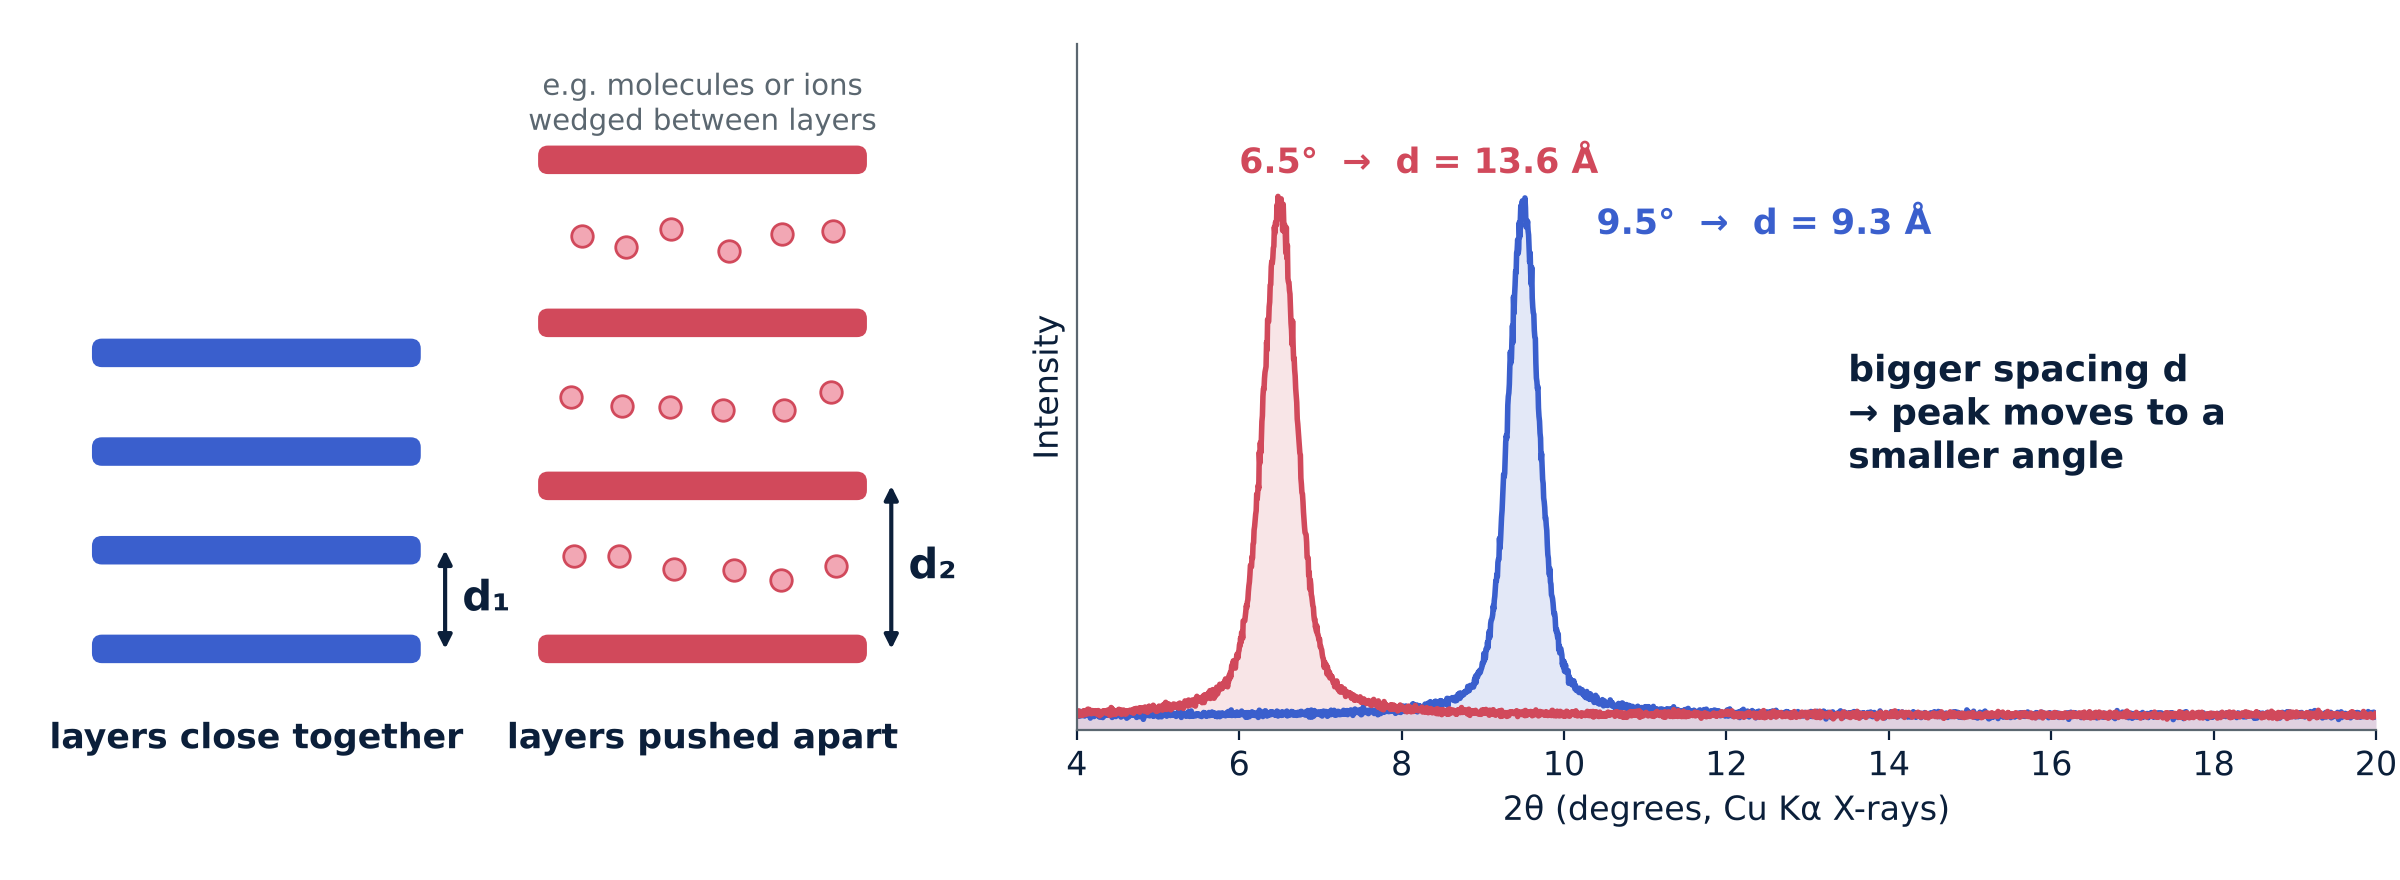 e.g. molecules or ions
wedged between layers
d₁
d₂
layers close together
layers pushed apart
Intensity
6.5° → d = 13.6 Å
9.5° → d = 9.3 Å
bigger spacing d
→ peak moves to a
smaller angle
4 6 8 10 12 14 16 18 20
2θ (degrees, Cu Kα X-rays)